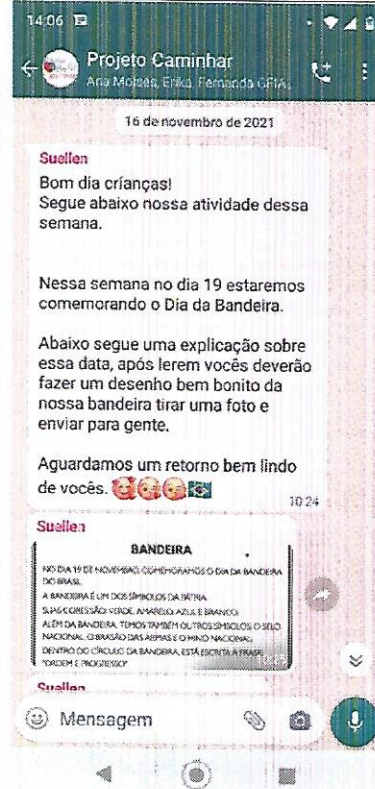 14:06
Projeto Caminhar
Ana Moises, Erika, Fernanda GFIA,
16 de novembro de 2021
Suellen
Bom dia crianças!
Segue abaixo nossa atividade dessa
semana.
Nessa semana no dia 19 estaremos
comemorando o Dia da Bandeira.
Abaixo segue uma explicação sobre
essa data, após lerem vocês deverão
fazer um desenho bem bonito da
nossa bandeira tirar uma foto e
enviar para gente.
Aguardamos um retorno bem lindo
de vocês. 🥰😘😘🇧🇷
10:24
Suellen
BANDEIRA
NO DIA 19 DE NOVEMBRO, COMEMORAMOS O DIA DA BANDEIRA
DO BRASIL.
A BANDEIRA É UM DOS SÍMBOLOS DA PÁTRIA.
SUAS CORES SÃO: VERDE, AMARELO, AZUL E BRANCO.
ALÉM DA BANDEIRA, TEMOS TAMBÉM OUTROS SÍMBOLOS: O SELO
NACIONAL, O BRASÃO DAS ARMAS E O HINO NACIONAL.
DENTRO DO CÍRCULO DA BANDEIRA, ESTÁ ESCRITA A FRASE:
"ORDEM E PROGRESSO"
Suellen
Mensagem